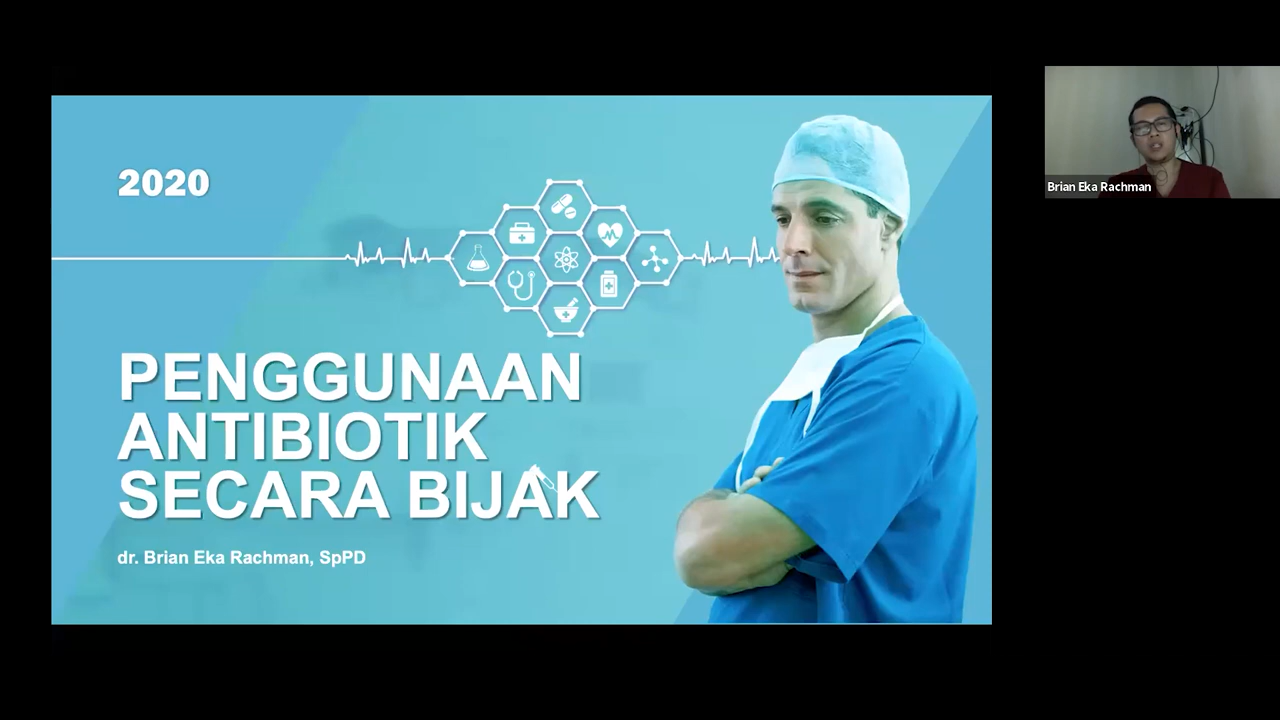 2020
PENGGUNAAN
ANTIBIOTIK
SECARA BIJAK
dr. Brian Eka Rachman, SpPD
Brian Eka Rachman